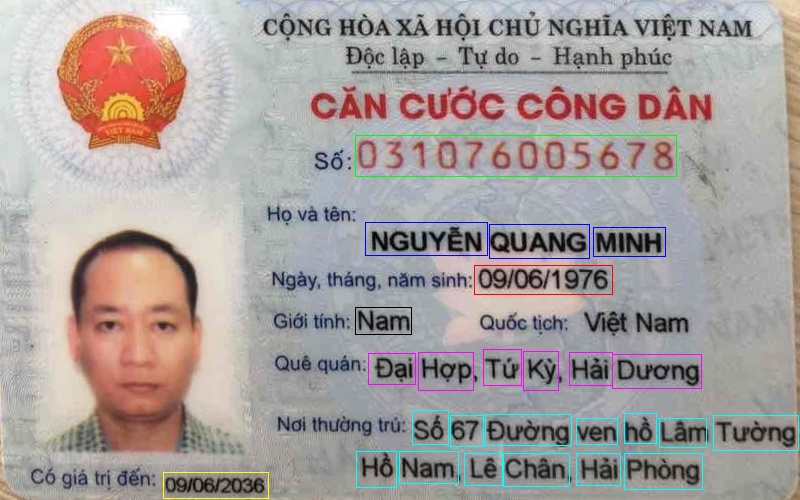 CỘNG HÒA XÃ HỘI CHỦ NGHĨA VIỆT NAM
Độc lập – Tự do – Hạnh phúc
CĂN CƯỚC CÔNG DÂN
Số: 031076005678
Họ và tên:
NGUYỄN QUANG MINH
Ngày, tháng, năm sinh: 09/06/1976
Giới tính: Nam Quốc tịch: Việt Nam
Quê quán: Đại Hợp, Tứ Kỳ, Hải Dương
Nơi thường trú: Số 67 Đường ven hồ Lâm Tường
Hồ Nam, Lê Chân, Hải Phòng
Có giá trị đến: 09/06/2036
VIỆT NAM